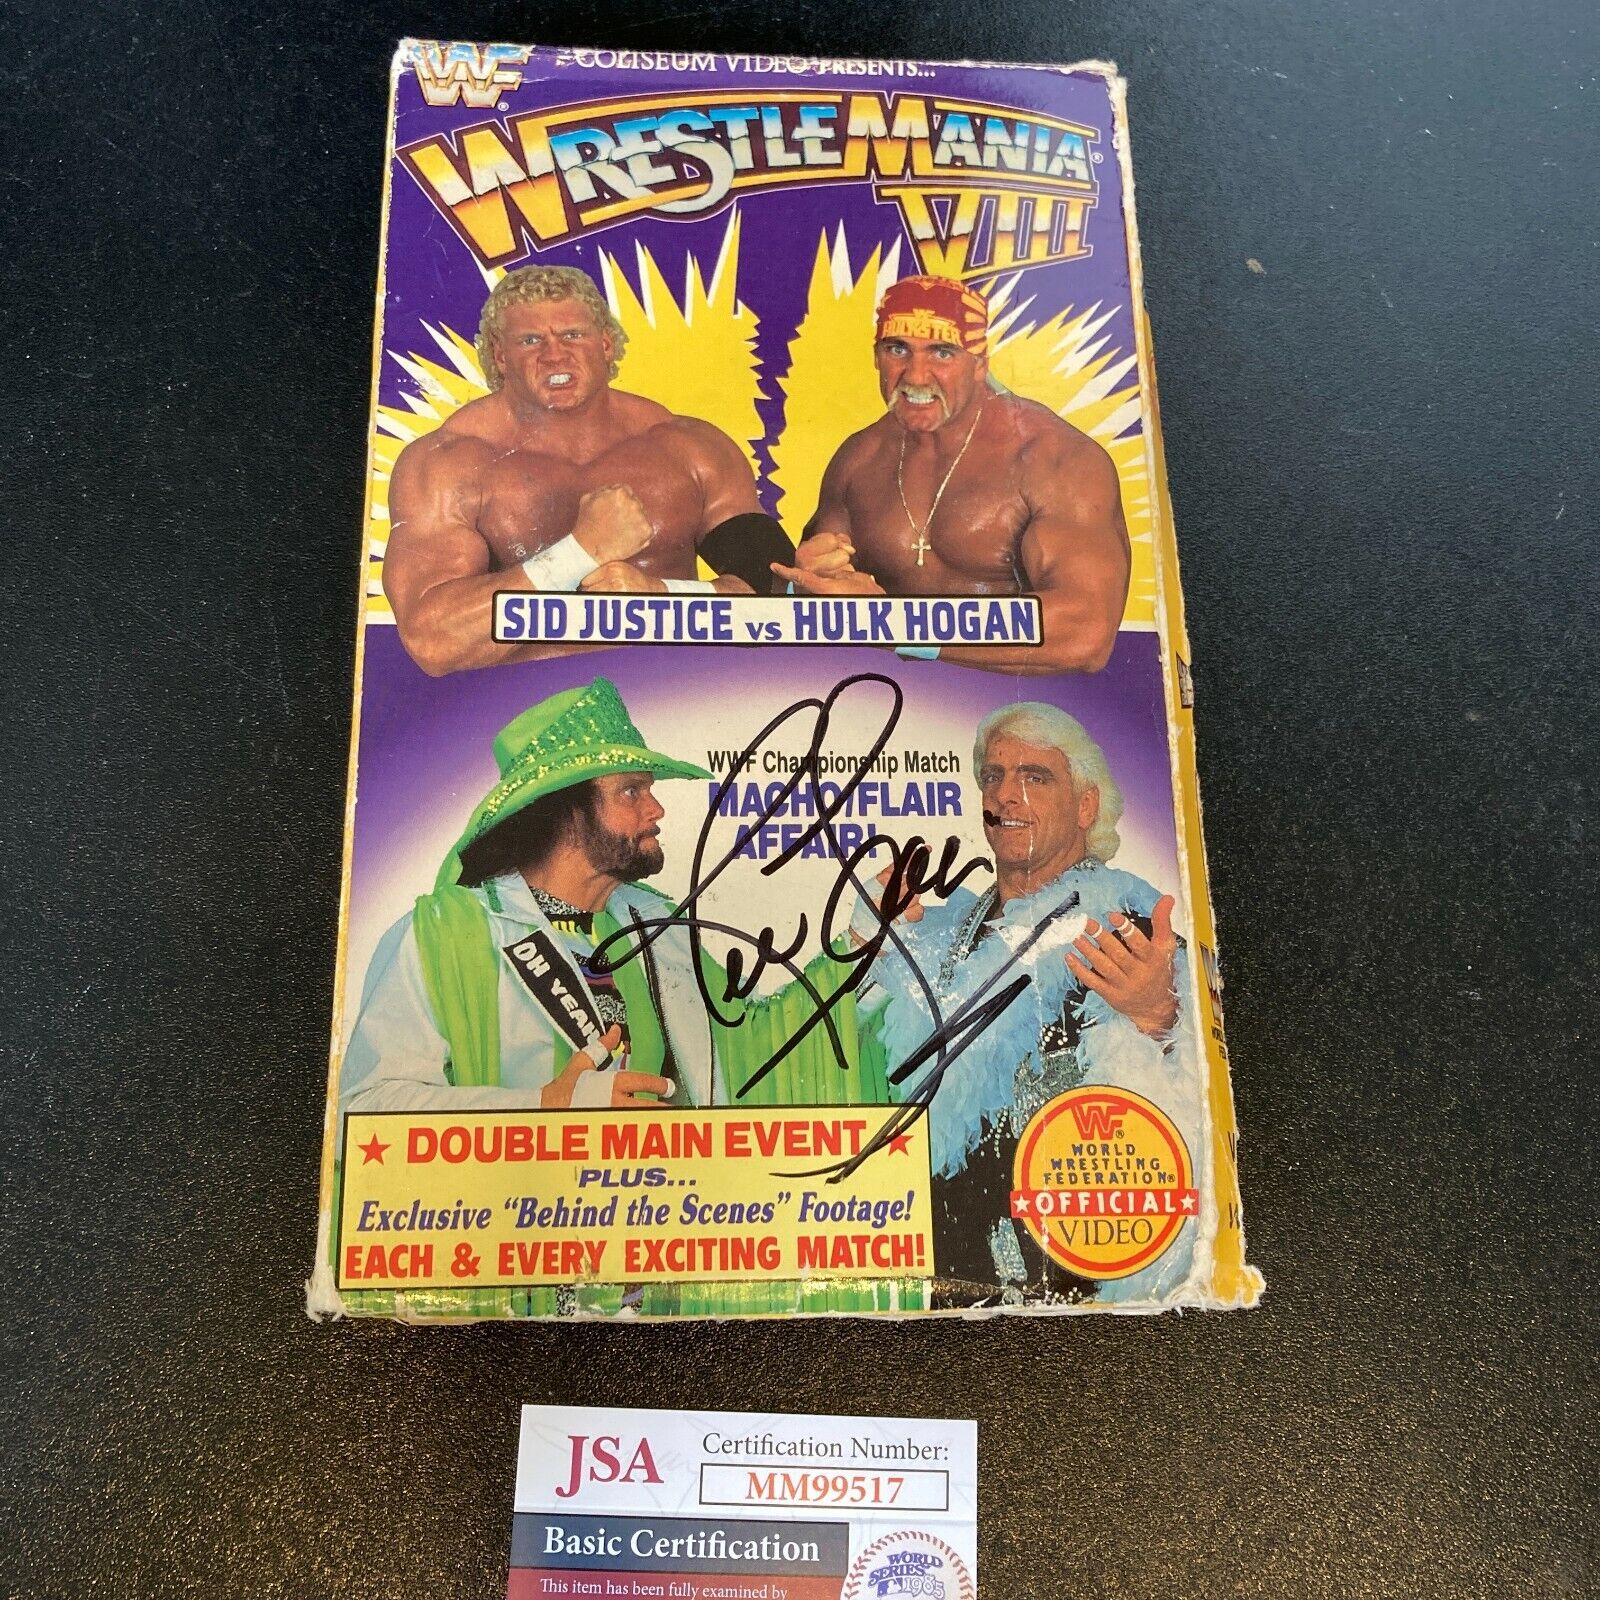 WF
COLISEUM VIDEO PRESENTS...
WRESTLEMANIA®
VIII
HULKSTER
SID JUSTICE vs HULK HOGAN
WWF Championship Match
MACHO/FLAIR
AFFAIR!
OH YEAH
★ DOUBLE MAIN EVENT ★
PLUS...
Exclusive "Behind the Scenes" Footage!
EACH & EVERY EXCITING MATCH!
WF®
WORLD
WRESTLING
FEDERATION®
★ OFFICIAL ★
VIDEO
JSA
Certification Number:
MM99517
Basic Certification
This item has been fully examined by
WORLD
SERIES
1985